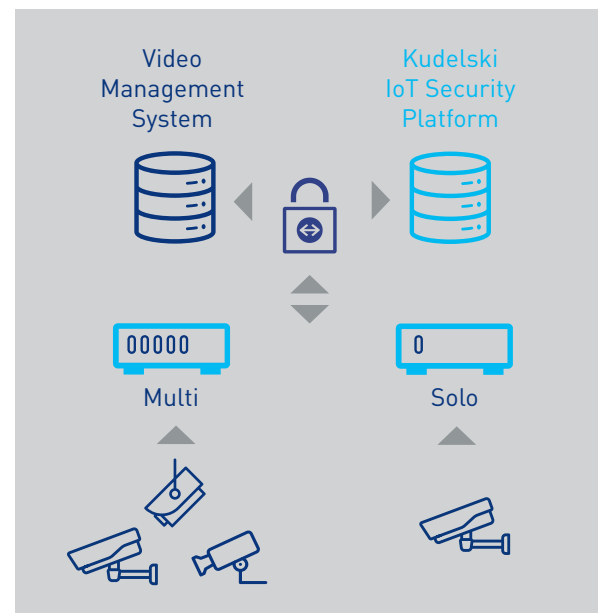 Video
Management
System
Kudelski
IoT Security
Platform
00000
0
Multi
Solo